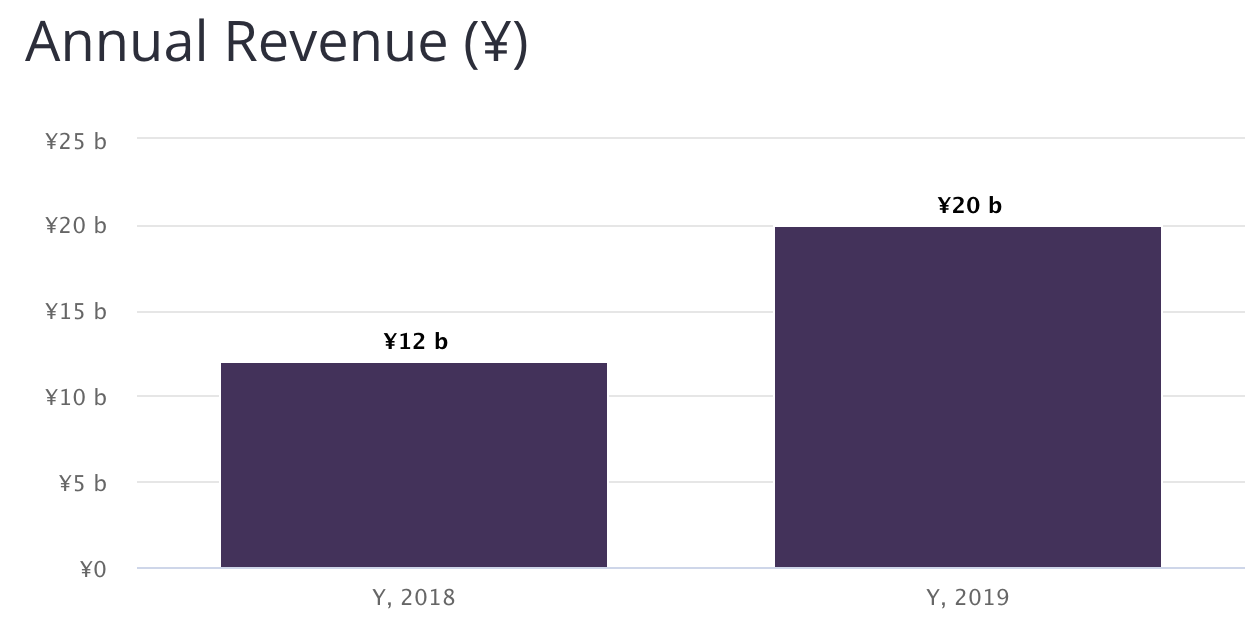 Annual Revenue (¥)
¥25 b
¥20 b
¥20 b
¥15 b
¥12 b
¥10 b
¥5 b
¥0
Y, 2018
Y, 2019